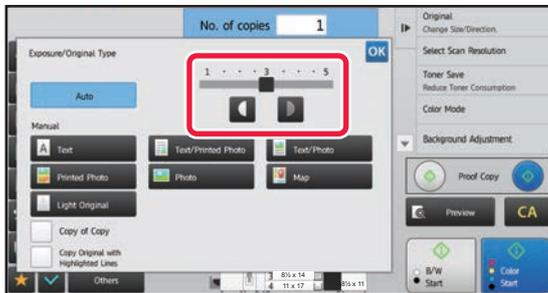 No. of copies 1
Exposure/Original Type
OK
1 · · · 3 · · · 5
Auto
Manual
A Text
Text/Printed Photo
Text/Photo
Printed Photo
Photo
Map
Light Original
Copy of Copy
Copy Original with
Highlighted Lines
Others
3 8½ x 14
4 11 x 17
8½ x 11
Original
Change Size/Direction.
Select Scan Resolution
Toner Save
Reduce Toner Consumption
Color Mode
Background Adjustment
Proof Copy
Preview
CA
B/W
Start
Color
Start